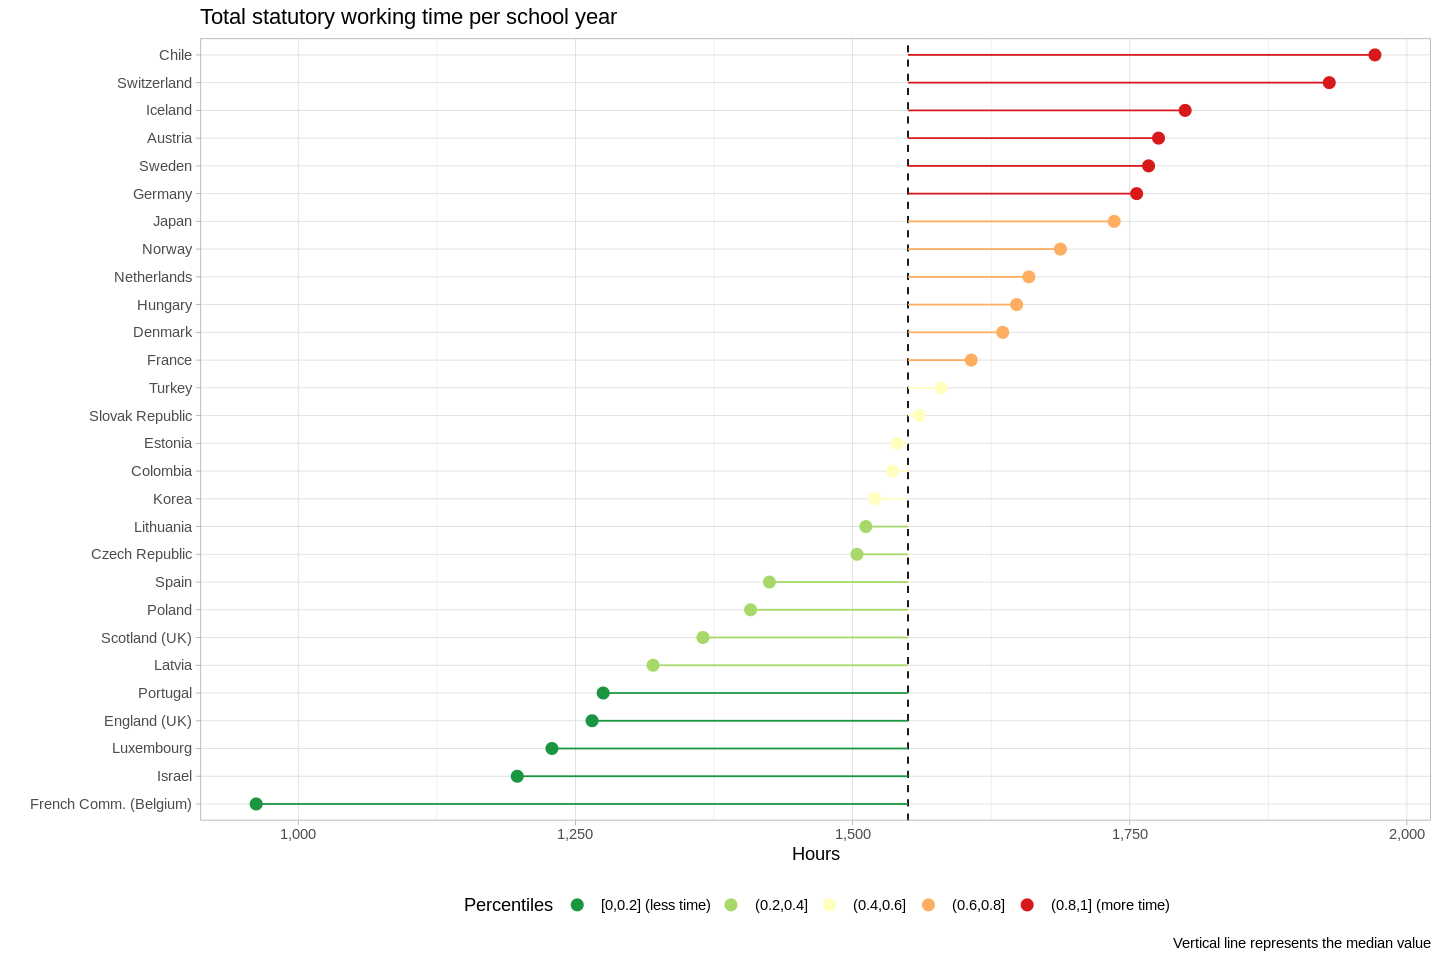 Total statutory working time per school year
Chile
Switzerland
Iceland
Austria
Sweden
Germany
Japan
Norway
Netherlands
Hungary
Denmark
France
Turkey
Slovak Republic
Estonia
Colombia
Korea
Lithuania
Czech Republic
Spain
Poland
Scotland (UK)
Latvia
Portugal
England (UK)
Luxembourg
Israel
French Comm. (Belgium)
1,000 1,250 1,500 1,750 2,000
Hours
Percentiles [0,0.2] (less time) (0.2,0.4] (0.4,0.6] (0.6,0.8] (0.8,1] (more time)
Vertical line represents the median value